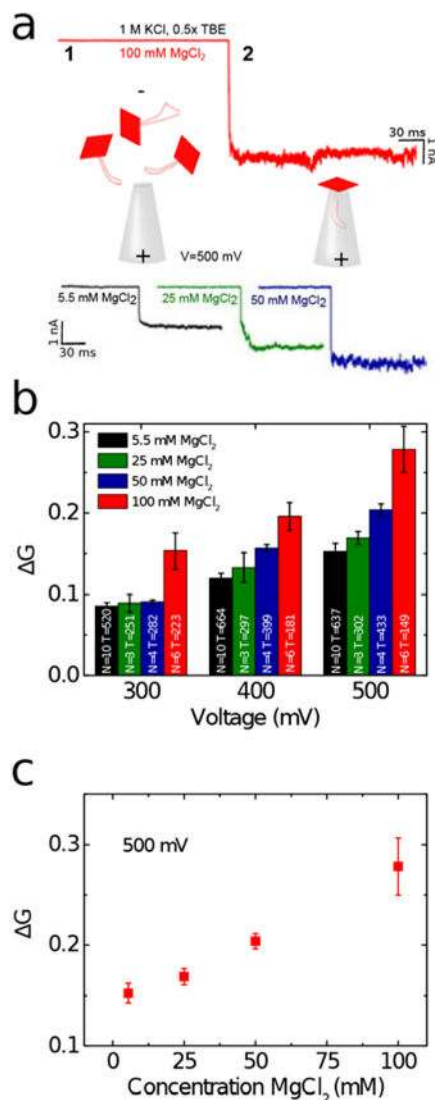 a
1 M KCl, 0.5x TBE
1
100 mM MgCl2
2
-
30 ms
1 nA
+
V=500 mV
+
5.5 mM MgCl2
25 mM MgCl2
50 mM MgCl2
1 nA
30 ms
b
0.3
0.2
0.1
0.0
ΔG
5.5 mM MgCl2
25 mM MgCl2
50 mM MgCl2
100 mM MgCl2
N=10 T=520
N=3 T=251
N=4 T=282
N=6 T=223
N=10 T=664
N=3 T=297
N=4 T=399
N=6 T=181
N=10 T=637
N=3 T=302
N=4 T=433
N=6 T=149
300 400 500
Voltage (mV)
c
500 mV
0.3
0.2
0.1
ΔG
0 25 50 75 100
Concentration MgCl2 (mM)